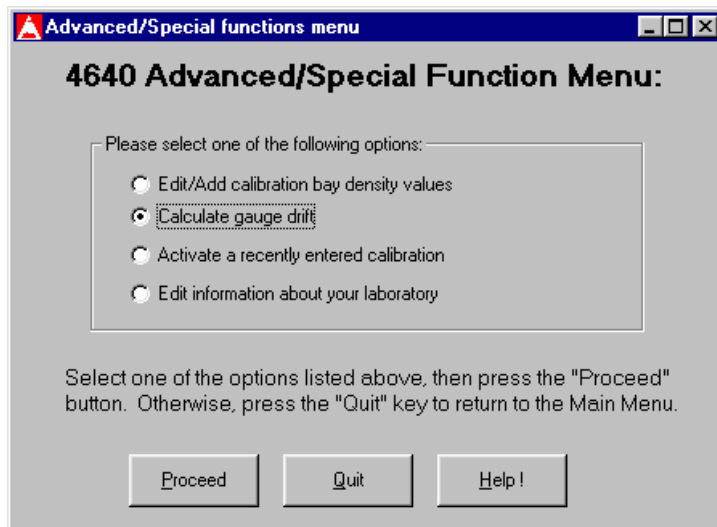 Advanced/Special functions menu
4640 Advanced/Special Function Menu:
Please select one of the following options:
Edit/Add calibration bay density values
Calculate gauge drift
Activate a recently entered calibration
Edit information about your laboratory
Select one of the options listed above, then press the "Proceed"
button. Otherwise, press the "Quit" key to return to the Main Menu.
Proceed Quit Help !